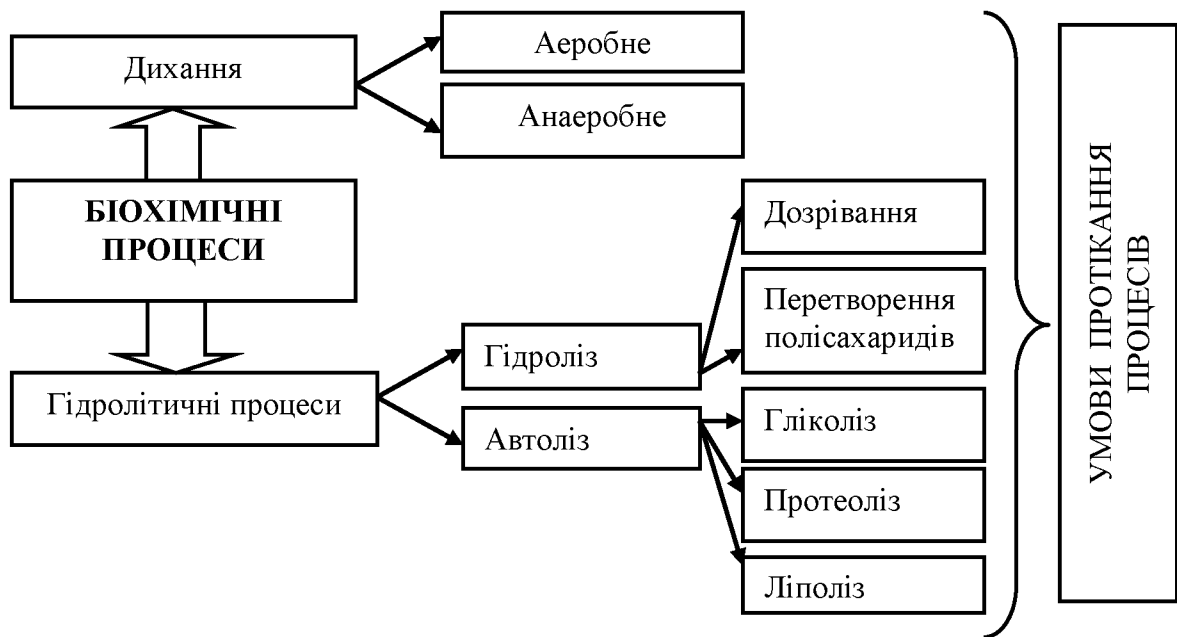 Дихання
Аеробне
Анаеробне
БІОХІМІЧНІ
ПРОЦЕСИ
Гідролітичні процеси
Гідроліз
Автоліз
Дозрівання
Перетворення
полісахаридів
Гліколіз
Протеоліз
Ліполіз
УМОВИ ПРОТІКАННЯ
ПРОЦЕСІВ